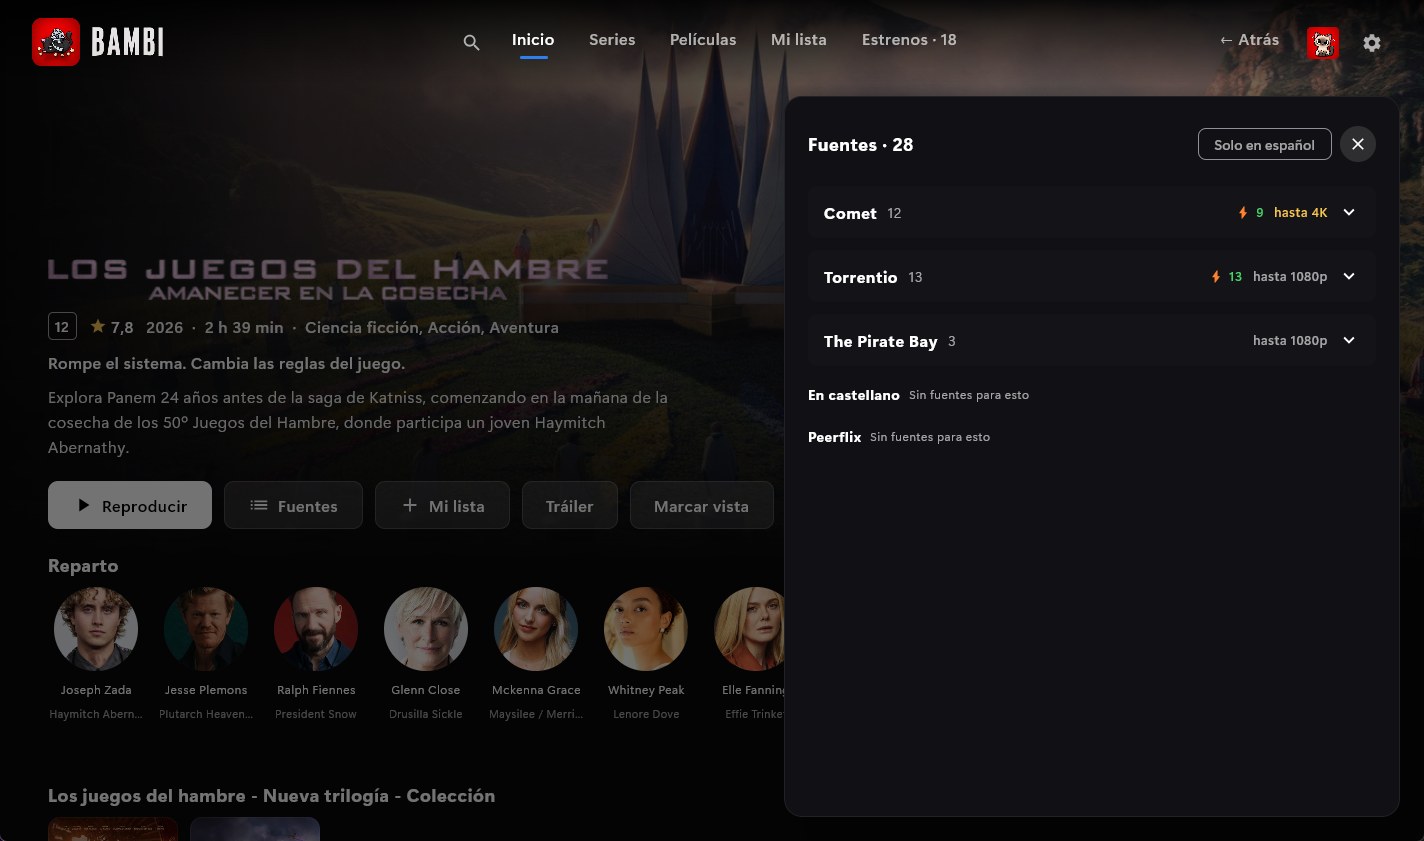 BAMBI
Inicio
Series
Películas
Mi lista
Estrenos · 18
← Atrás
LOS JUEGOS DEL HAMBRE
AMANECER EN LA COSECHA
12 7,8 2026 · 2 h 39 min · Ciencia ficción, Acción, Aventura
Rompe el sistema. Cambia las reglas del juego.
Explora Panem 24 años antes de la saga de Katniss, comenzando en la mañana de la
cosecha de los 50º Juegos del Hambre, donde participa un joven Haymitch
Abernathy.
Reproducir
Fuentes
Mi lista
Tráiler
Marcar vista
Reparto
Joseph Zada
Haymitch Abern...
Jesse Plemons
Plutarch Heaven...
Ralph Fiennes
President Snow
Glenn Close
Drusilla Sickle
Mckenna Grace
Maysilee / Merri...
Whitney Peak
Lenore Dove
Elle Fanning
Effie Trinket
Los juegos del hambre - Nueva trilogía - Colección
Fuentes · 28
Solo en español
Comet 12 9 hasta 4K
Torrentio 13 13 hasta 1080p
The Pirate Bay 3 hasta 1080p
En castellano Sin fuentes para esto
Peerflix Sin fuentes para esto